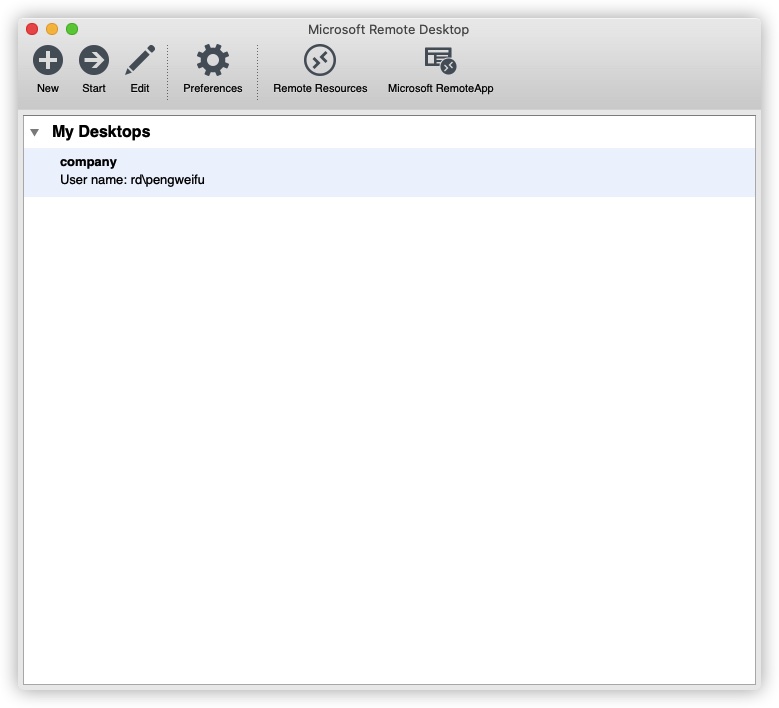 Microsoft Remote Desktop
New Start Edit Preferences Remote Resources Microsoft RemoteApp
My Desktops
company
User name: rd\pengweifu